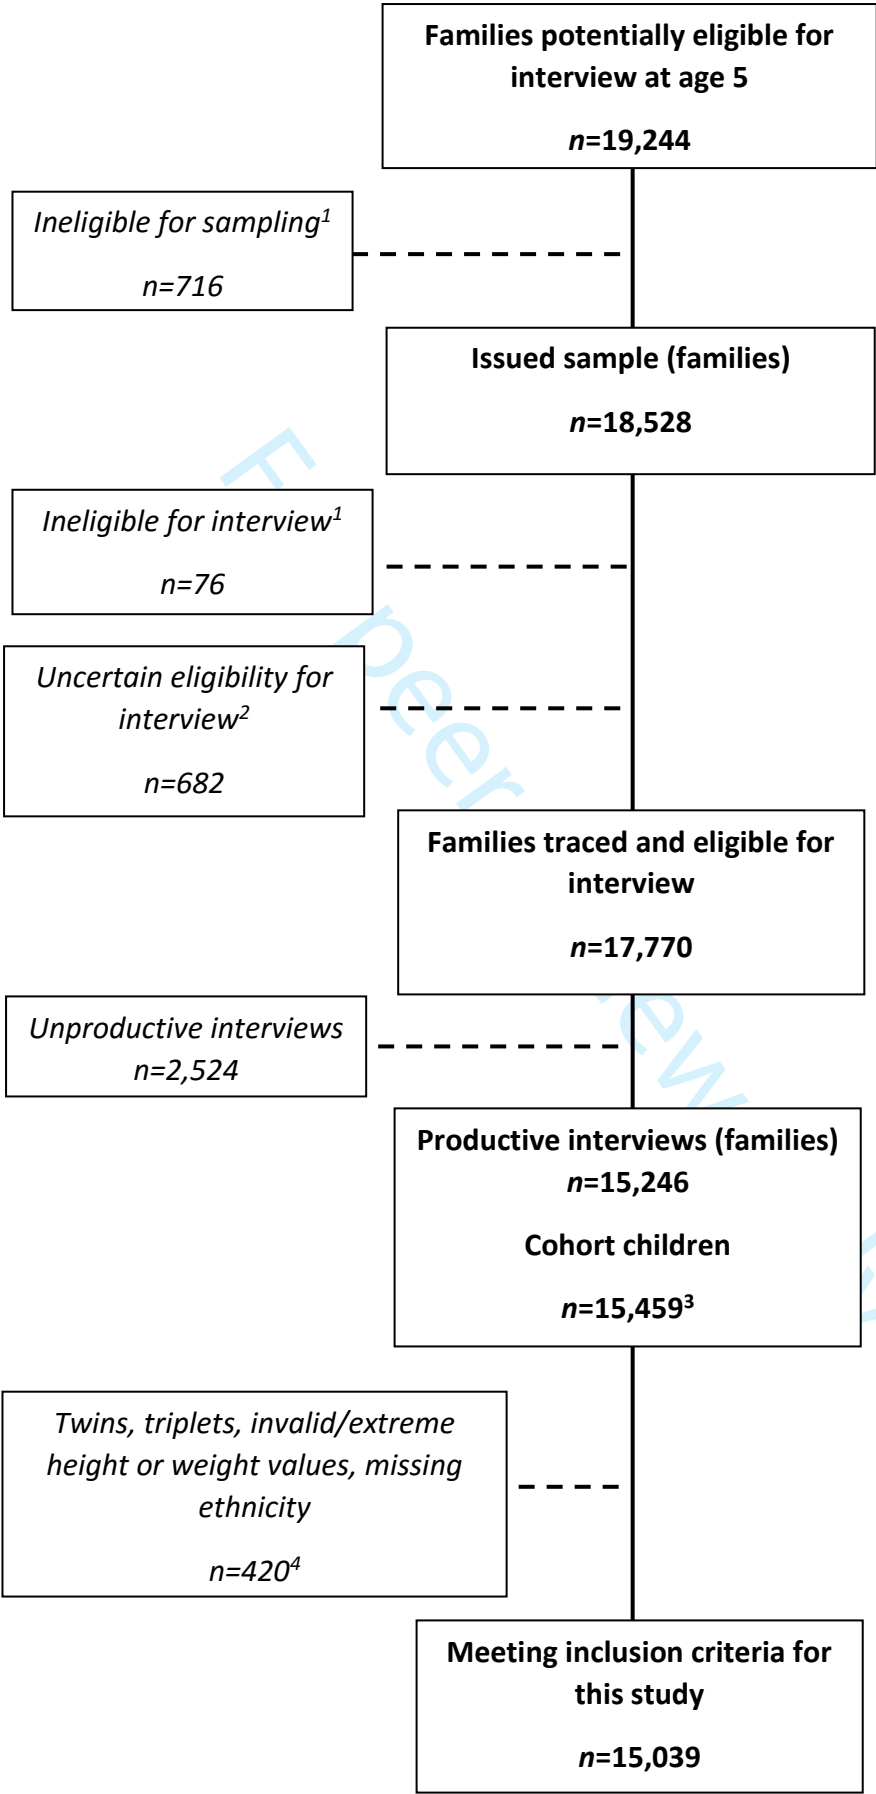 Families potentially eligible for
interview at age 5
n=19,244
Ineligible for sampling¹
n=716
Issued sample (families)
n=18,528
Ineligible for interview¹
n=76
Uncertain eligibility for
interview²
n=682
Families traced and eligible for
interview
n=17,770
Unproductive interviews
n=2,524
Productive interviews (families)
n=15,246
Cohort children
n=15,459³
Twins, triplets, invalid/extreme
height or weight values, missing
ethnicity
n=420⁴
Meeting inclusion criteria for
this study
n=15,039